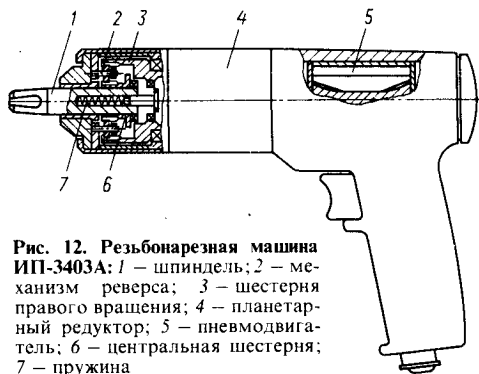 1 2 3 4 5
7 6
Рис. 12. Резьбонарезная машина
ИП-3403А: 1 — шпиндель; 2 — ме-
ханизм реверса; 3 — шестерня
правого вращения; 4 — планетар-
ный редуктор; 5 — пневмодвига-
тель; 6 — центральная шестерня;
7 — пружина